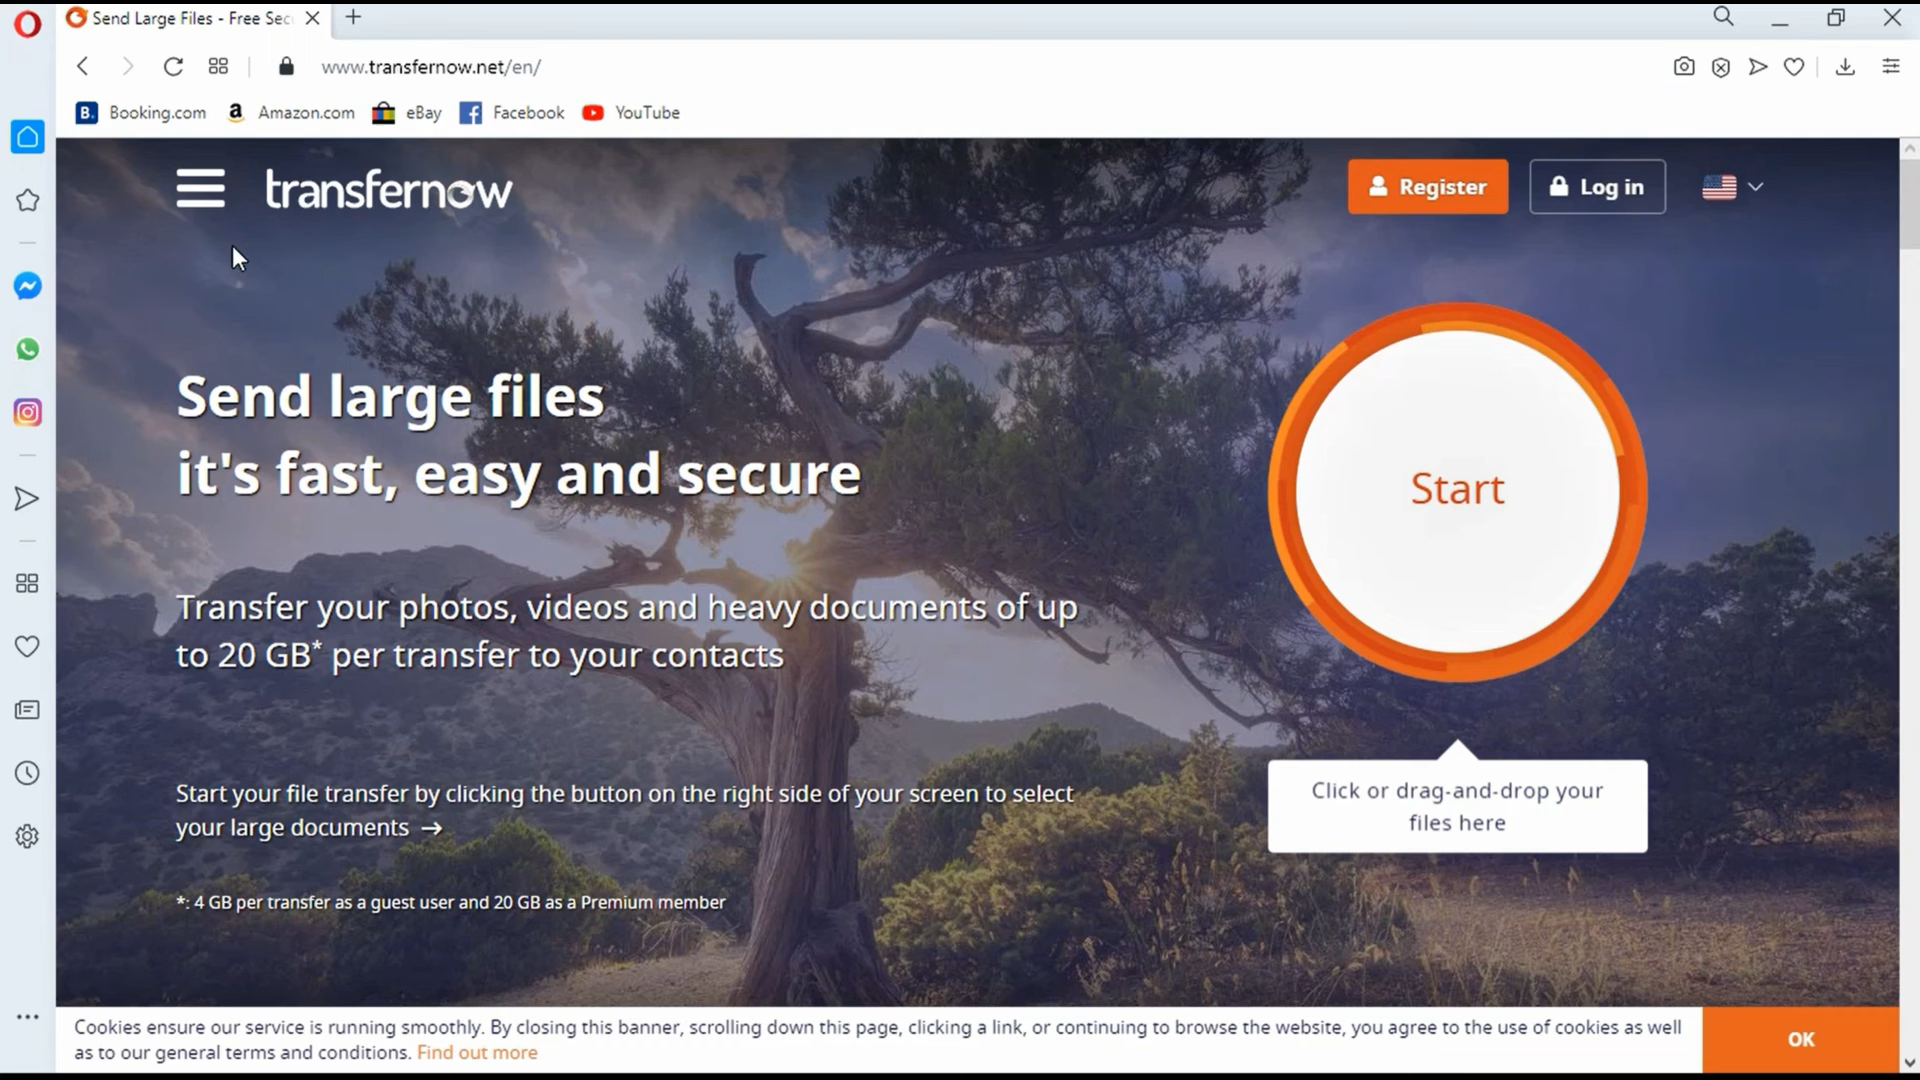 Send Large Files - Free Sec
www.transfernow.net/en/
B. Booking.com a Amazon.com eBay Facebook YouTube
transfernow
Register
Log in
Send large files
it's fast, easy and secure
Start
Transfer your photos, videos and heavy documents of up
to 20 GB* per transfer to your contacts
Start your file transfer by clicking the button on the right side of your screen to select
your large documents →
Click or drag-and-drop your
files here
*: 4 GB per transfer as a guest user and 20 GB as a Premium member
Cookies ensure our service is running smoothly. By closing this banner, scrolling down this page, clicking a link, or continuing to browse the website, you agree to the use of cookies as well
as to our general terms and conditions. Find out more
OK